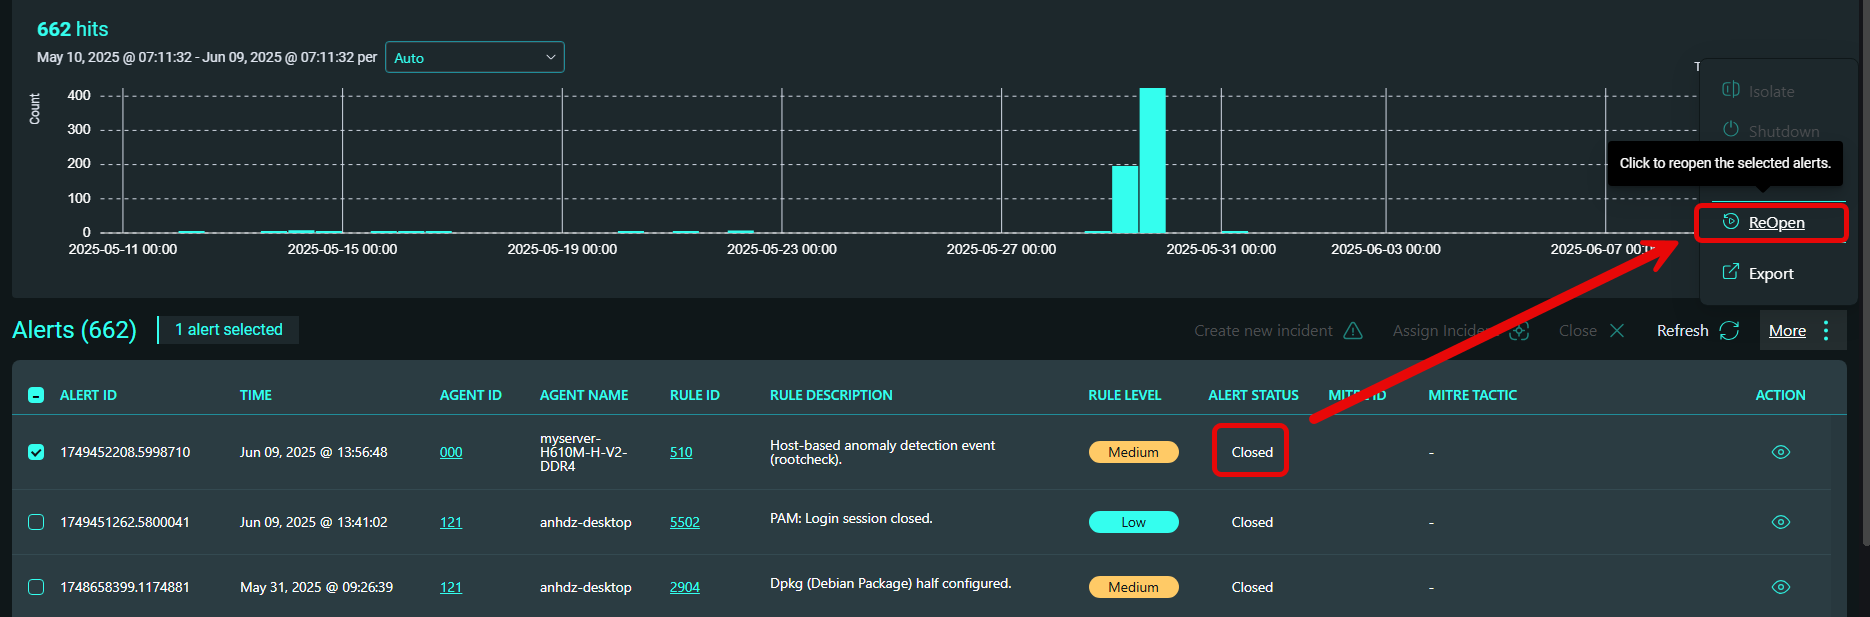 662 hits
May 10, 2025 @ 07:11:32 - Jun 09, 2025 @ 07:11:32 per
Auto
Count
400
300
200
100
0
2025-05-11 00:00
2025-05-15 00:00
2025-05-19 00:00
2025-05-23 00:00
2025-05-27 00:00
2025-05-31 00:00
2025-06-03 00:00
2025-06-07 00:0
T
Isolate
Shutdown
Click to reopen the selected alerts.
ReOpen
Export
Alerts (662)
1 alert selected
Create new incident
Assign Incident
Close
Refresh
More
ALERT ID TIME AGENT ID AGENT NAME RULE ID RULE DESCRIPTION RULE LEVEL ALERT STATUS MITRE ID MITRE TACTIC ACTION
1749452208.5998710 Jun 09, 2025 @ 13:56:48 000 myserver-
H610M-H-V2-
DDR4
510 Host-based anomaly detection event
(rootcheck).
Medium Closed -
1749451262.5800041 Jun 09, 2025 @ 13:41:02 121 anhdz-desktop 5502 PAM: Login session closed. Low Closed -
1748658399.1174881 May 31, 2025 @ 09:26:39 121 anhdz-desktop 2904 Dpkg (Debian Package) half configured. Medium Closed -